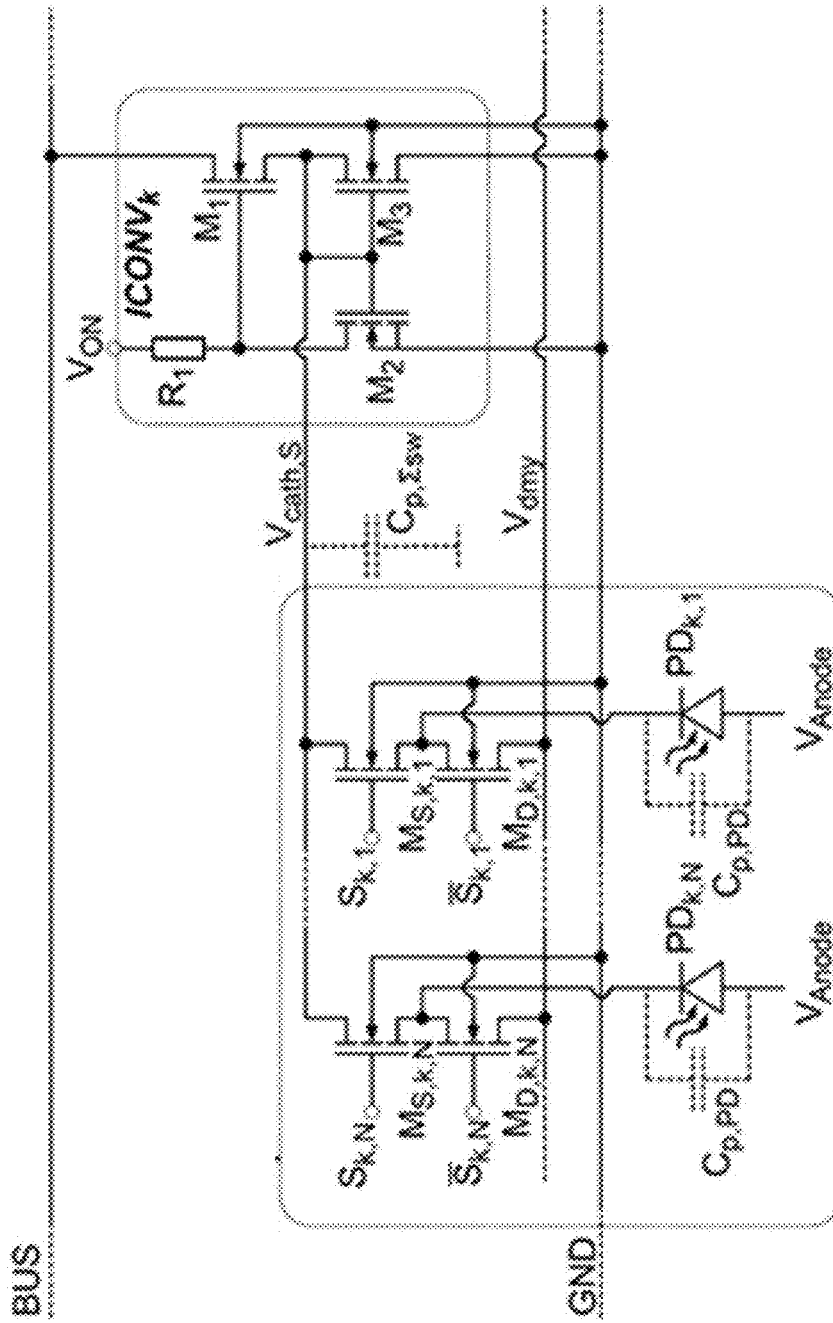 BUS
V_ON
ICONV_k
R_1
M_1
M_2
M_3
V_cath,S
C_p,Σsw
V_dmy
S_k,N
M_S,k,N
S̅_k,N
M_D,k,N
S_k,1
M_S,k,1
S̅_k,1
M_D,k,1
GND
PD_k,N
C_p,PD
V_Anode
PD_k,1
C_p,PD
V_Anode